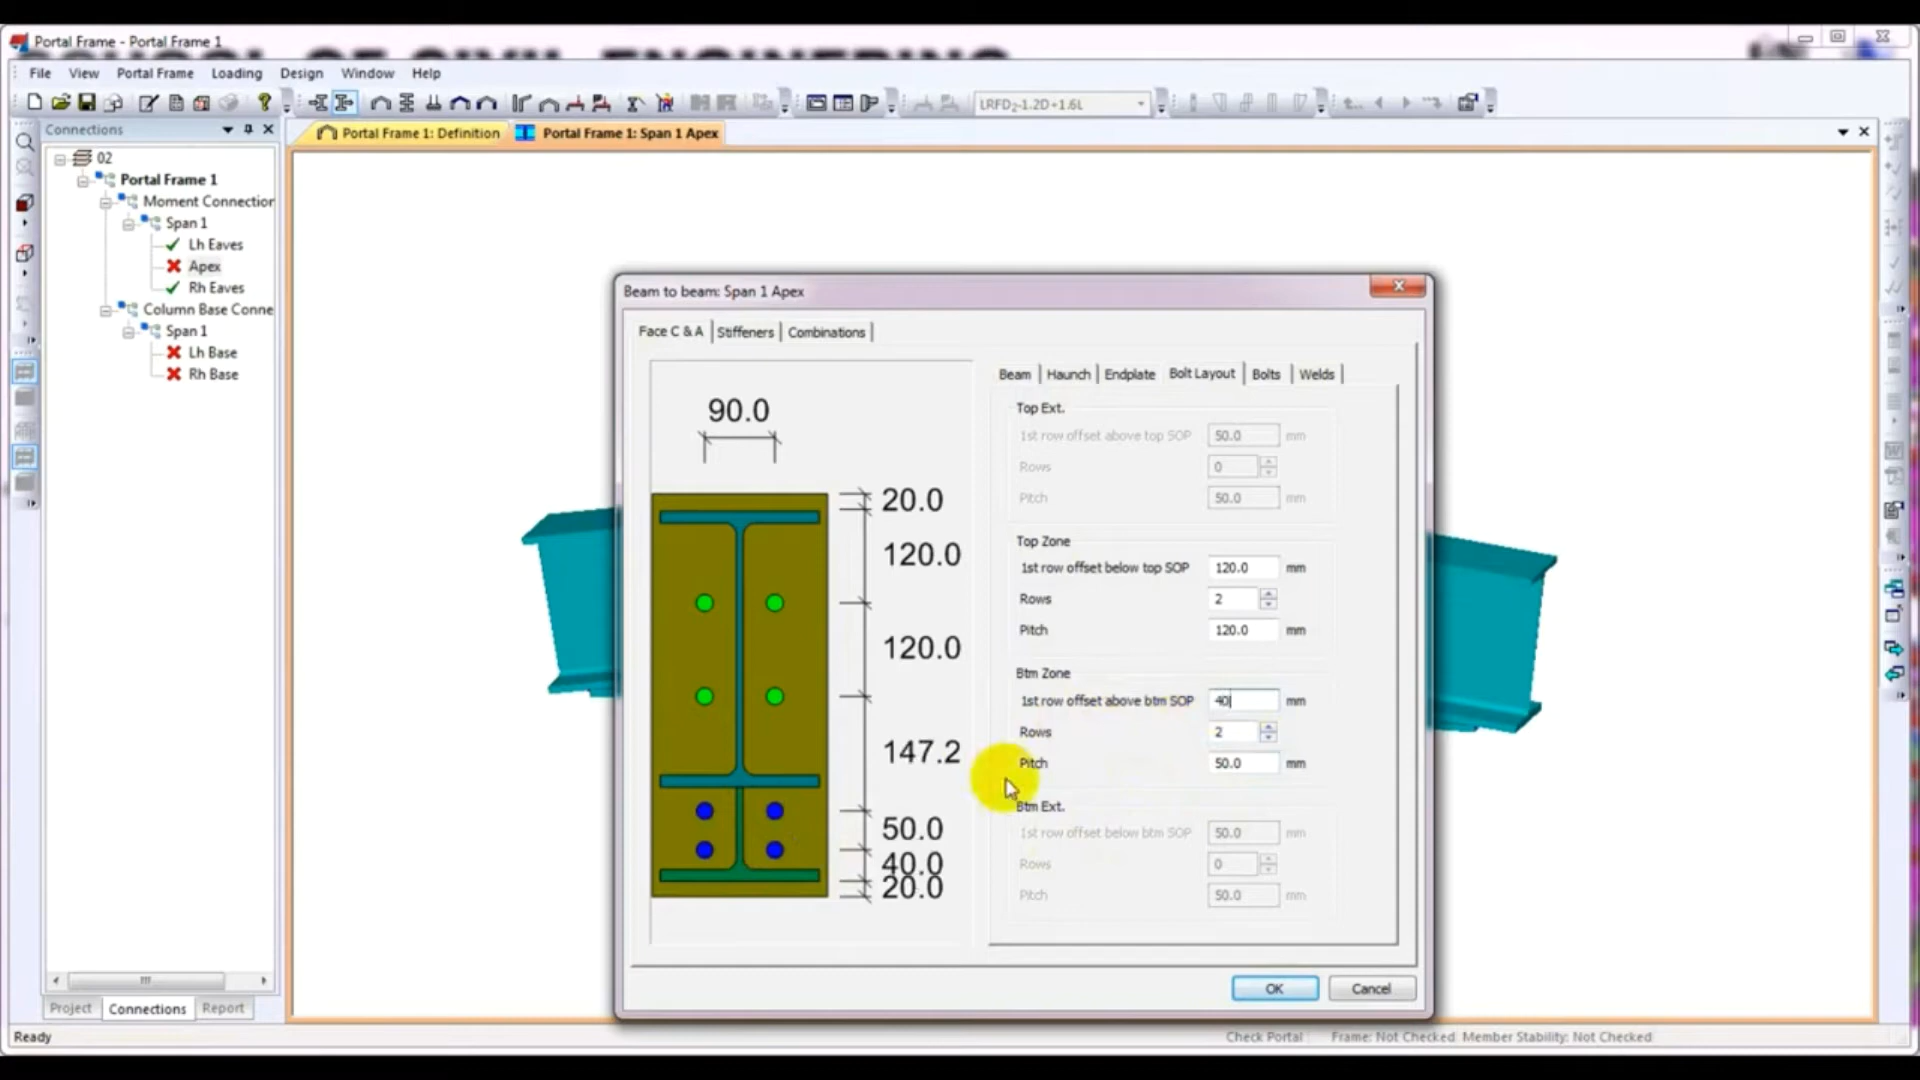 Portal Frame - Portal Frame 1
File View Portal Frame Loading Design Window Help
LRFD2-1.2D+1.6L
Connections
Portal Frame 1: Definition
Portal Frame 1: Span 1 Apex
02
Portal Frame 1
Moment Connection
Span 1
Lh Eaves
Apex
Rh Eaves
Column Base Conne
Span 1
Lh Base
Rh Base
Beam to beam: Span 1 Apex
Face C & A Stiffeners Combinations
Beam Haunch Endplate Bolt Layout Bolts Welds
90.0
20.0
120.0
120.0
147.2
50.0
40.0
20.0
Top Ext.
1st row offset above top SOP 50.0 mm
Rows 0
Pitch 50.0 mm
Top Zone
1st row offset below top SOP 120.0 mm
Rows 2
Pitch 120.0 mm
Btm Zone
1st row offset above btm SOP 40 mm
Rows 2
Pitch 50.0 mm
Btm Ext.
1st row offset below btm SOP 50.0 mm
Rows 0
Pitch 50.0 mm
OK Cancel
Project Connections Report
Ready
Check Portal Frame: Not Checked Member Stability: Not Checked